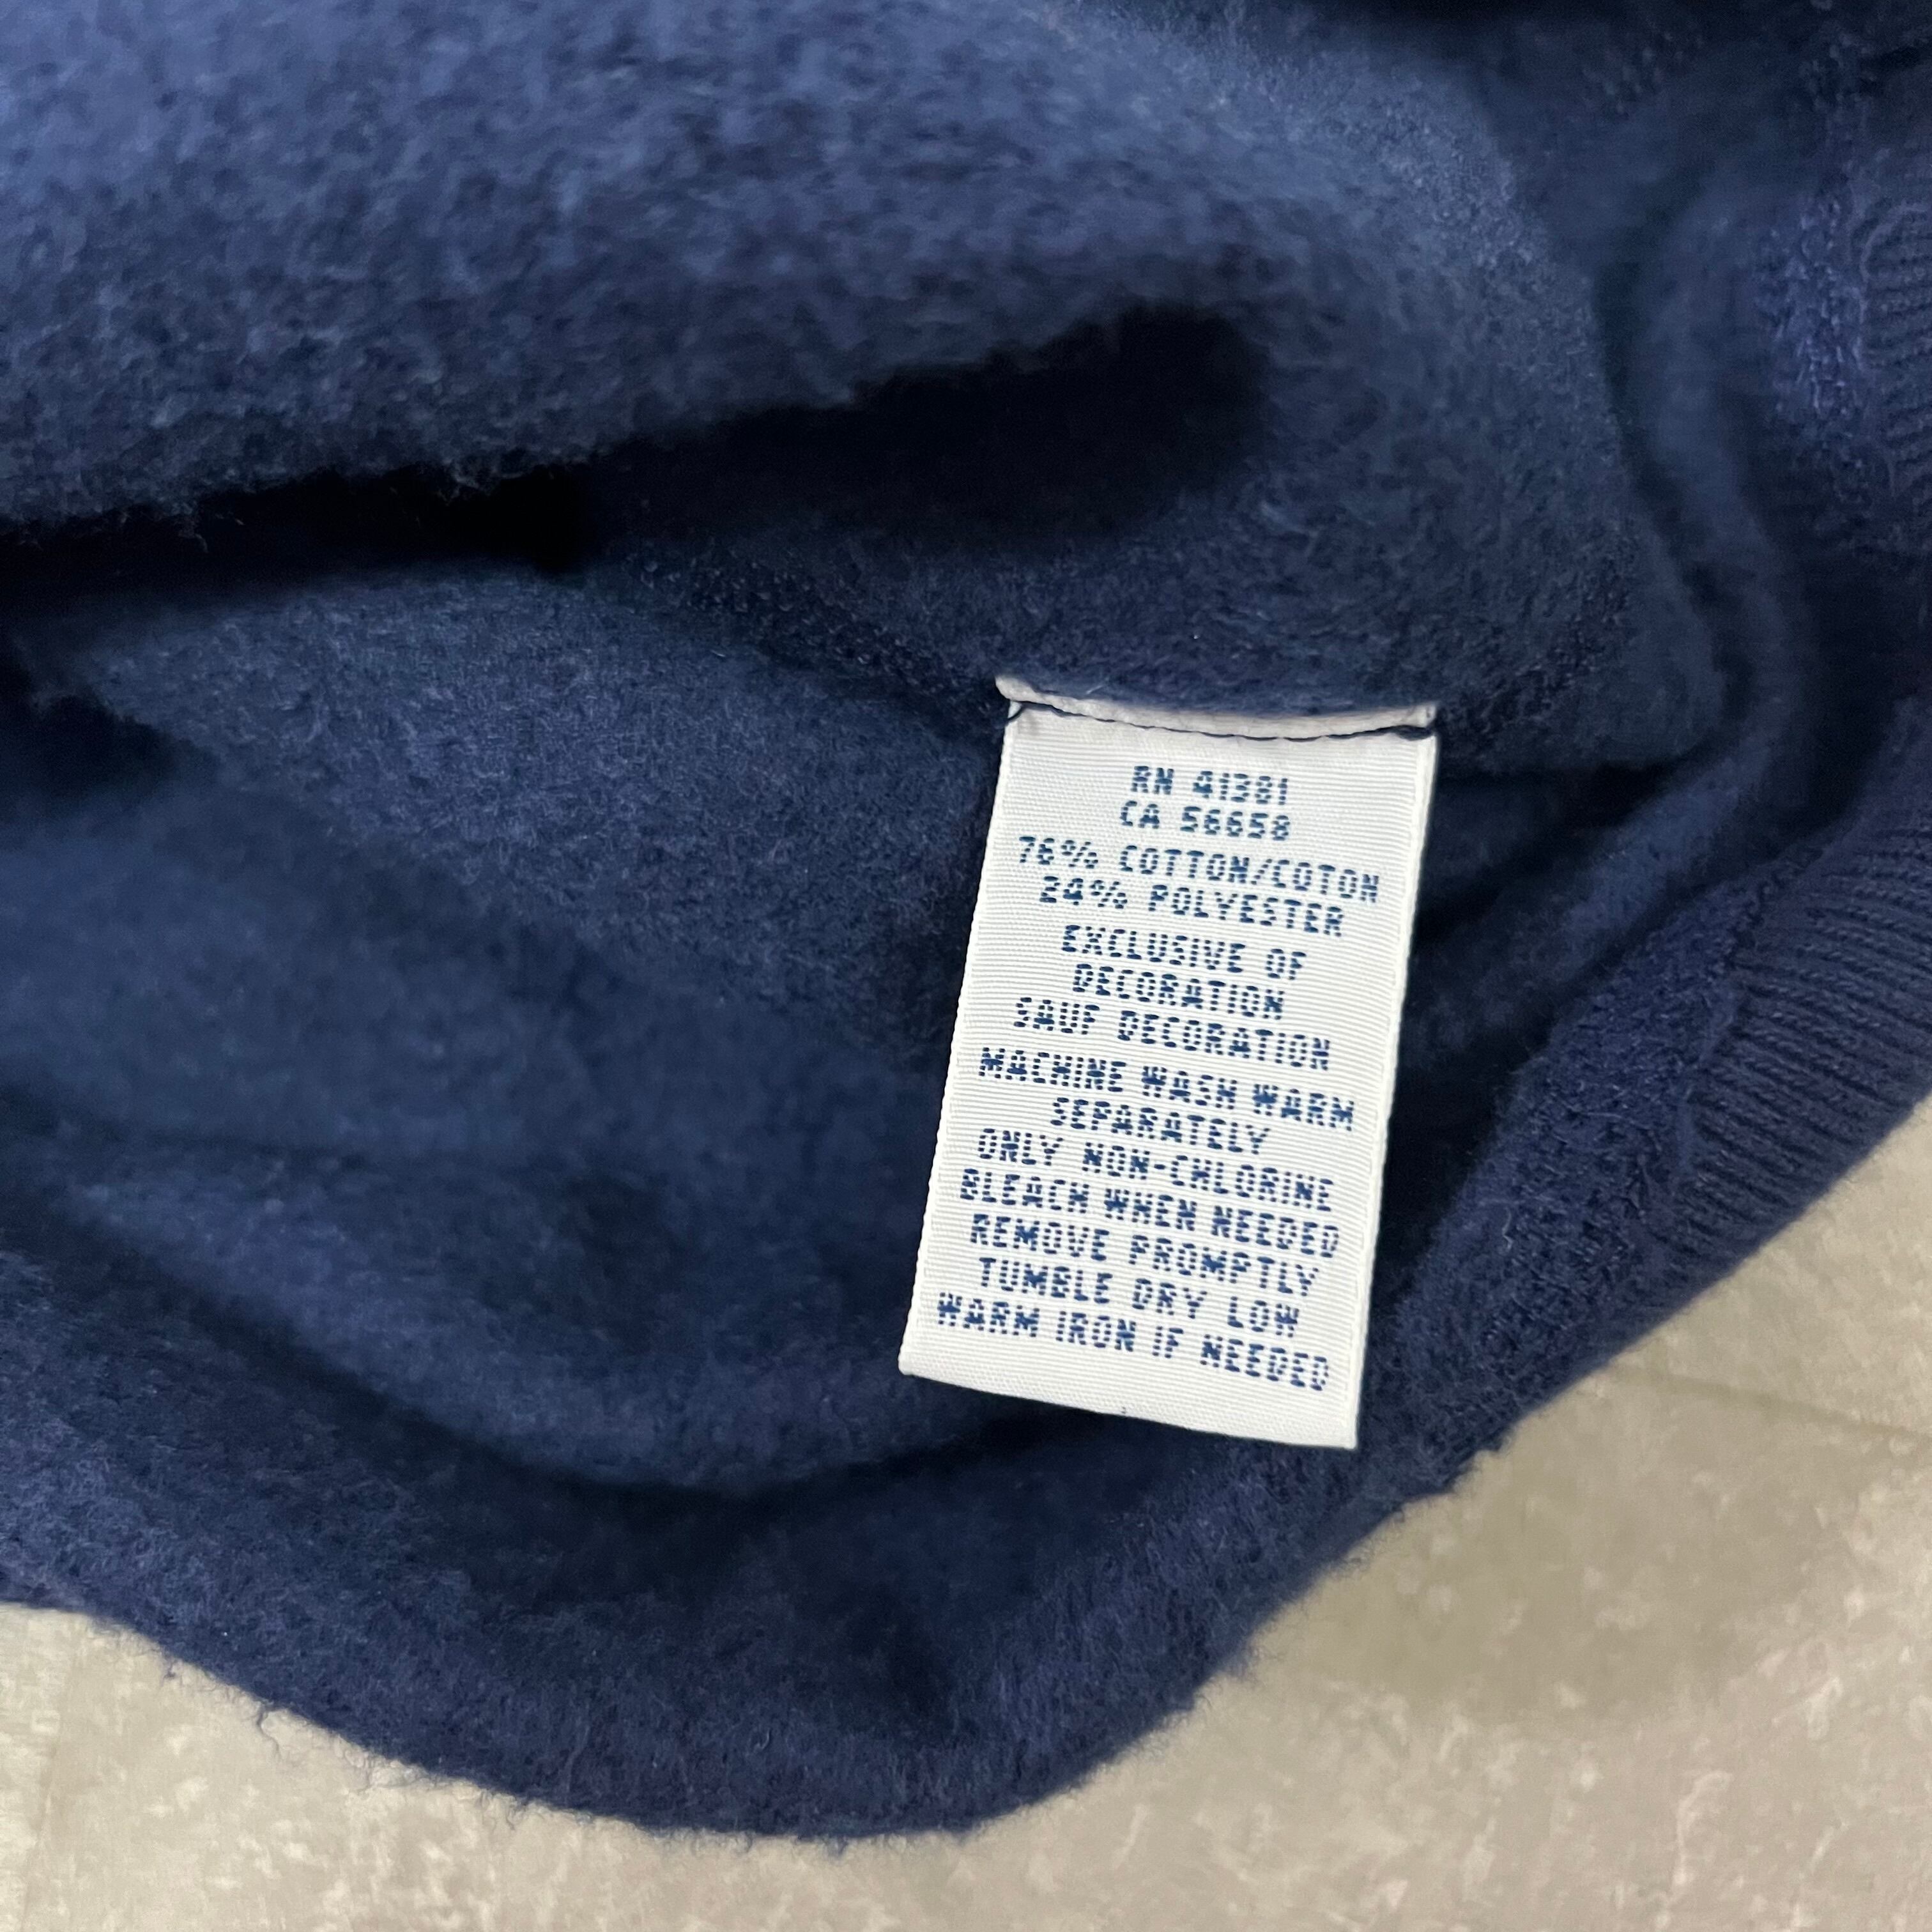 RN 41381
CA 56658
76% COTTON/COTON
24% POLYESTER
EXCLUSIVE OF
DECORATION
SAUF DECORATION
MACHINE WASH WARM
SEPARATELY
ONLY NON-CHLORINE
BLEACH WHEN NEEDED
REMOVE PROMPTLY
TUMBLE DRY LOW
WARM IRON IF NEEDED